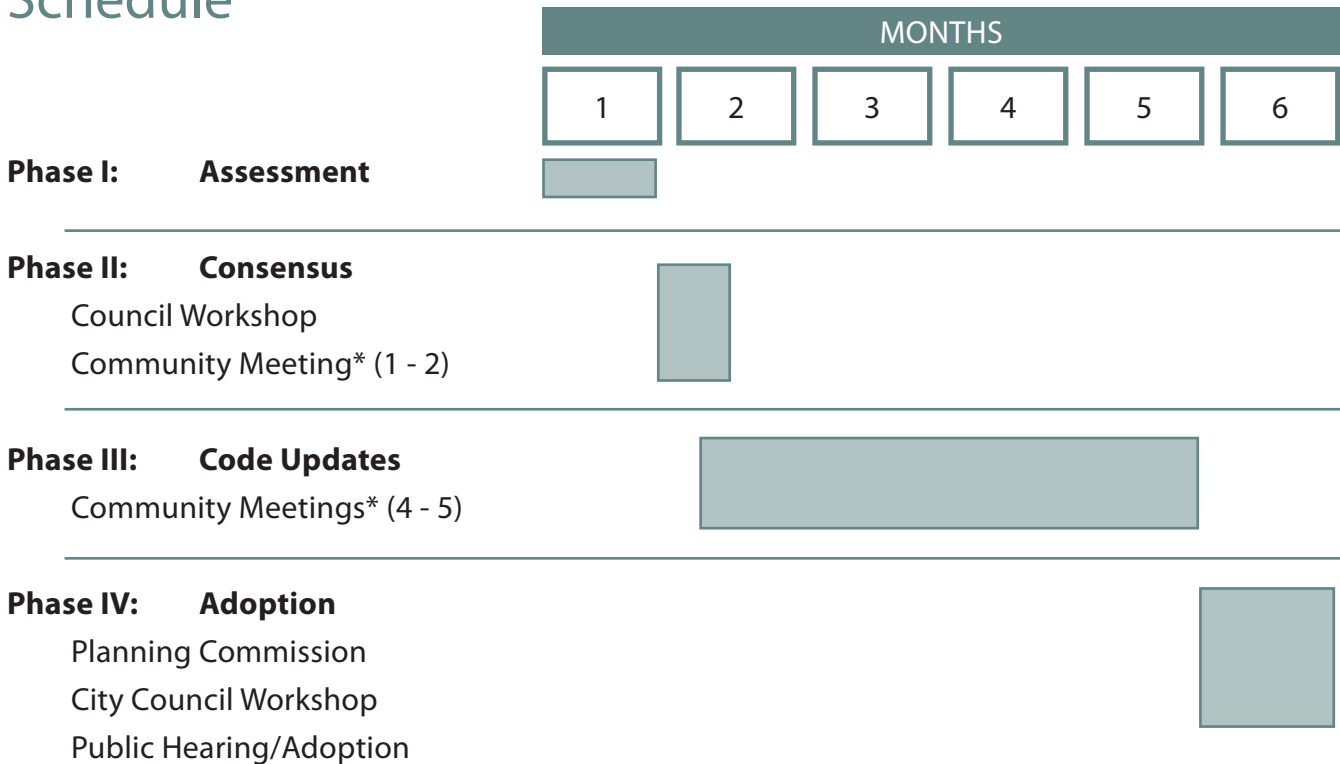 Schedule
MONTHS
1 2 3 4 5 6
Phase I: Assessment
Phase II: Consensus
Council Workshop
Community Meeting* (1 - 2)
Phase III: Code Updates
Community Meetings* (4 - 5)
Phase IV: Adoption
Planning Commission
City Council Workshop
Public Hearing/Adoption